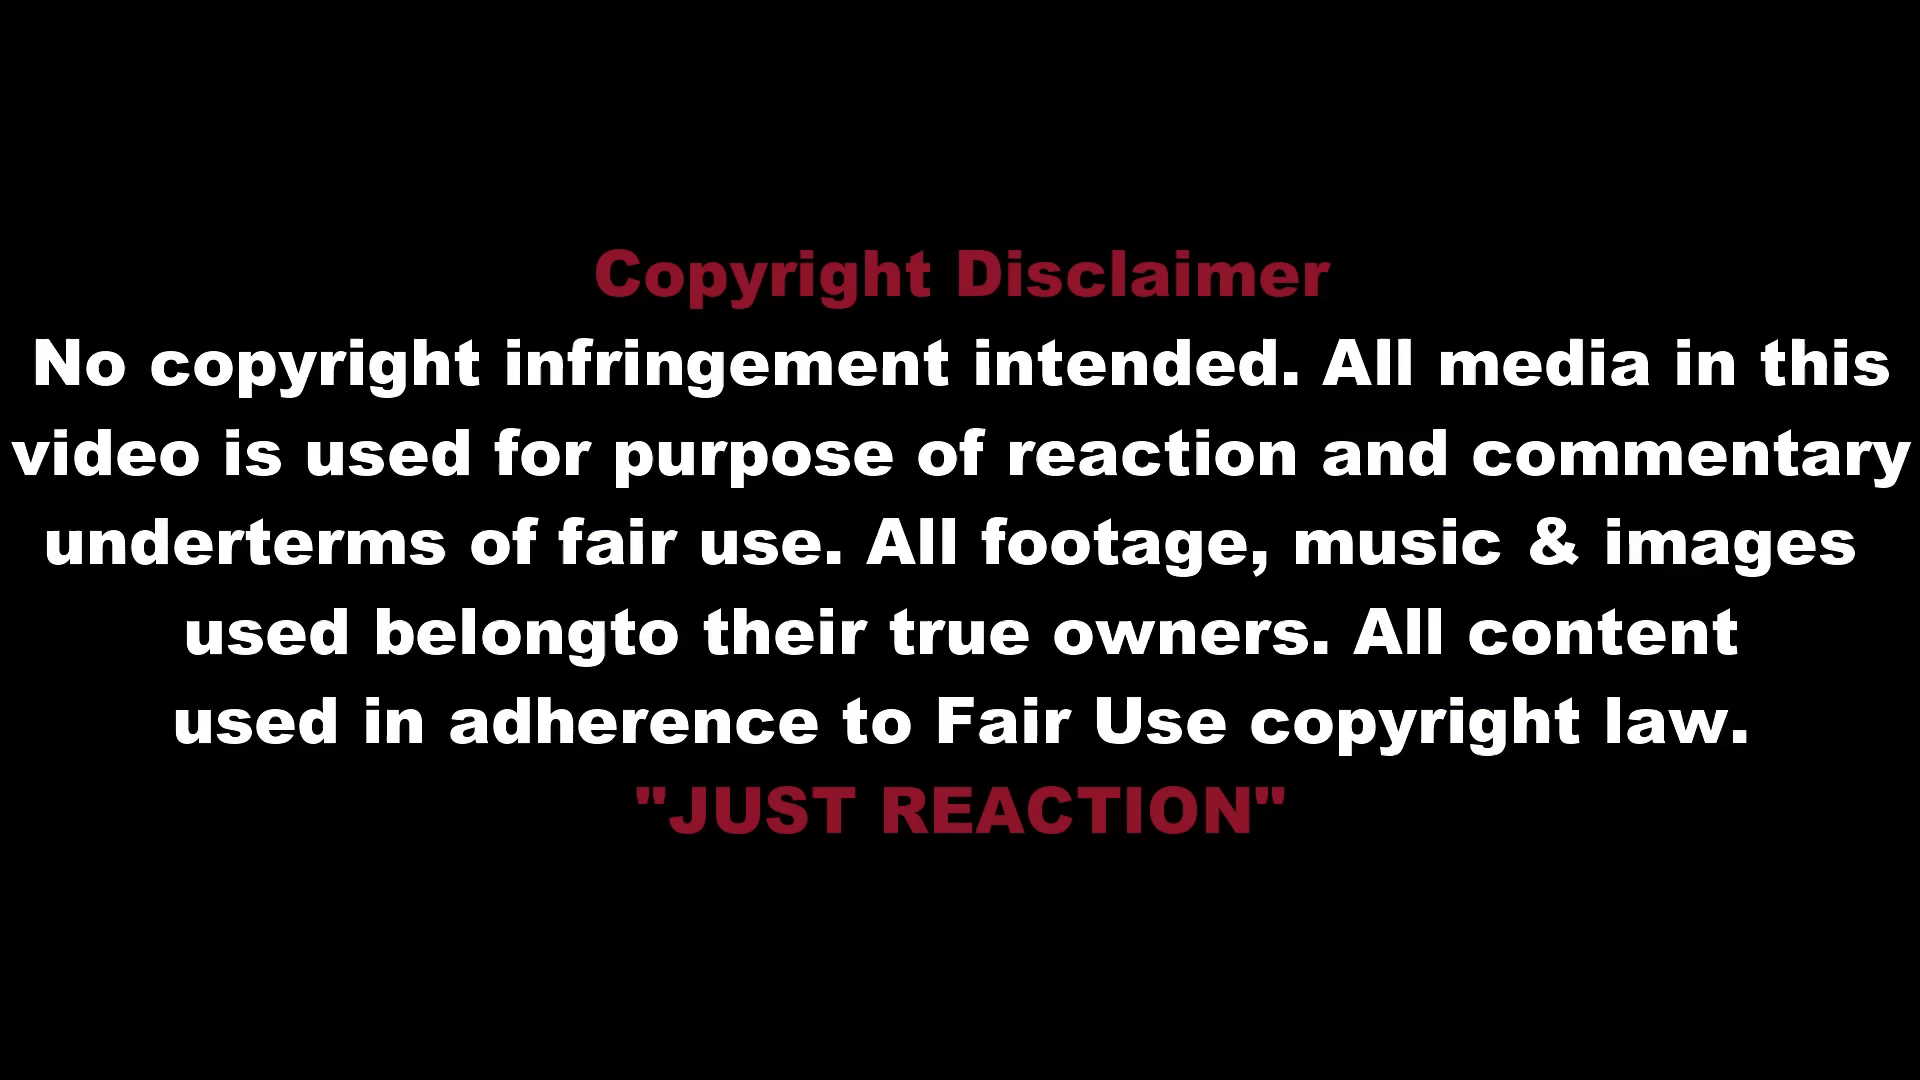 Copyright Disclaimer
No copyright infringement intended. All media in this
video is used for purpose of reaction and commentary
underterms of fair use. All footage, music & images
used belongto their true owners. All content
used in adherence to Fair Use copyright law.
"JUST REACTION"